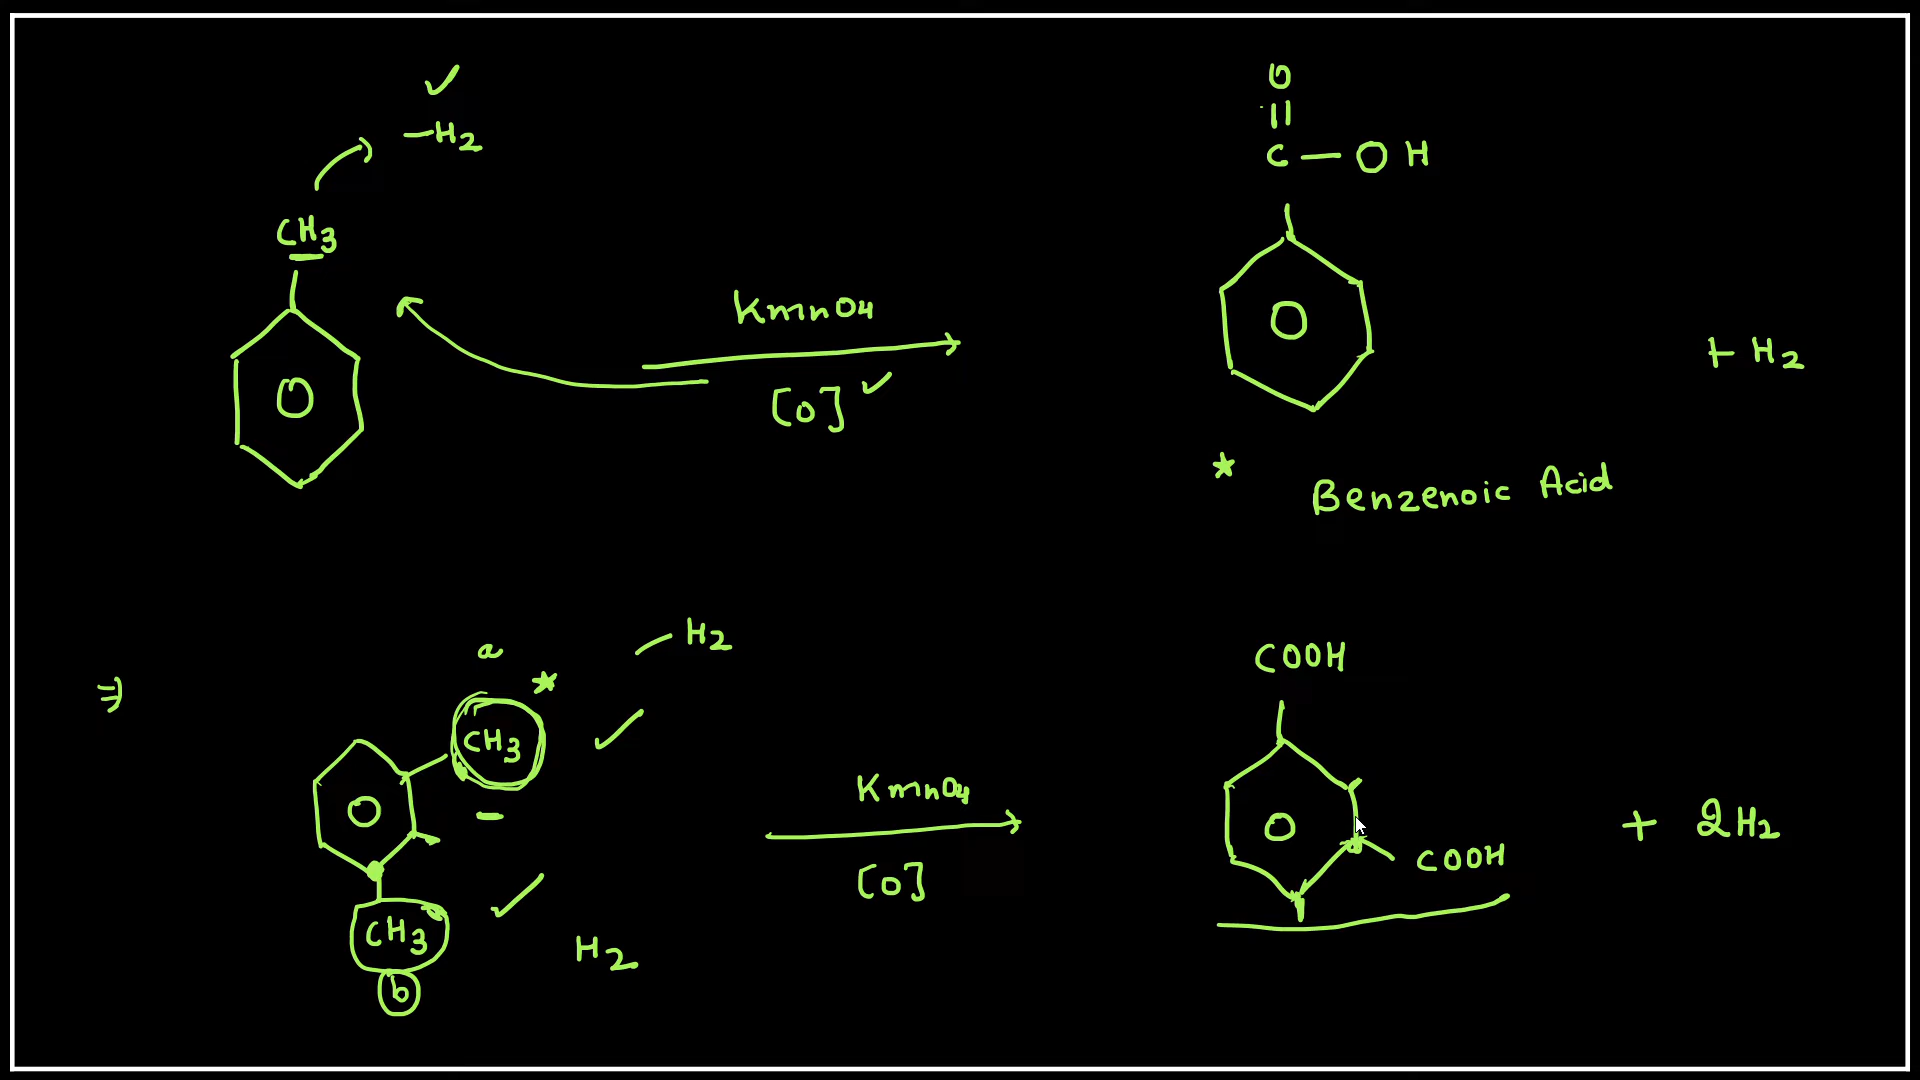 -H2
CH3
KmnO4
[O]
O
C - OH
O
O
+ H2
Benzenoic Acid
⇒
a
-H2
CH3
O
CH3
b
H2
KmnO4
[O]
COOH
O
COOH
+ 2H2